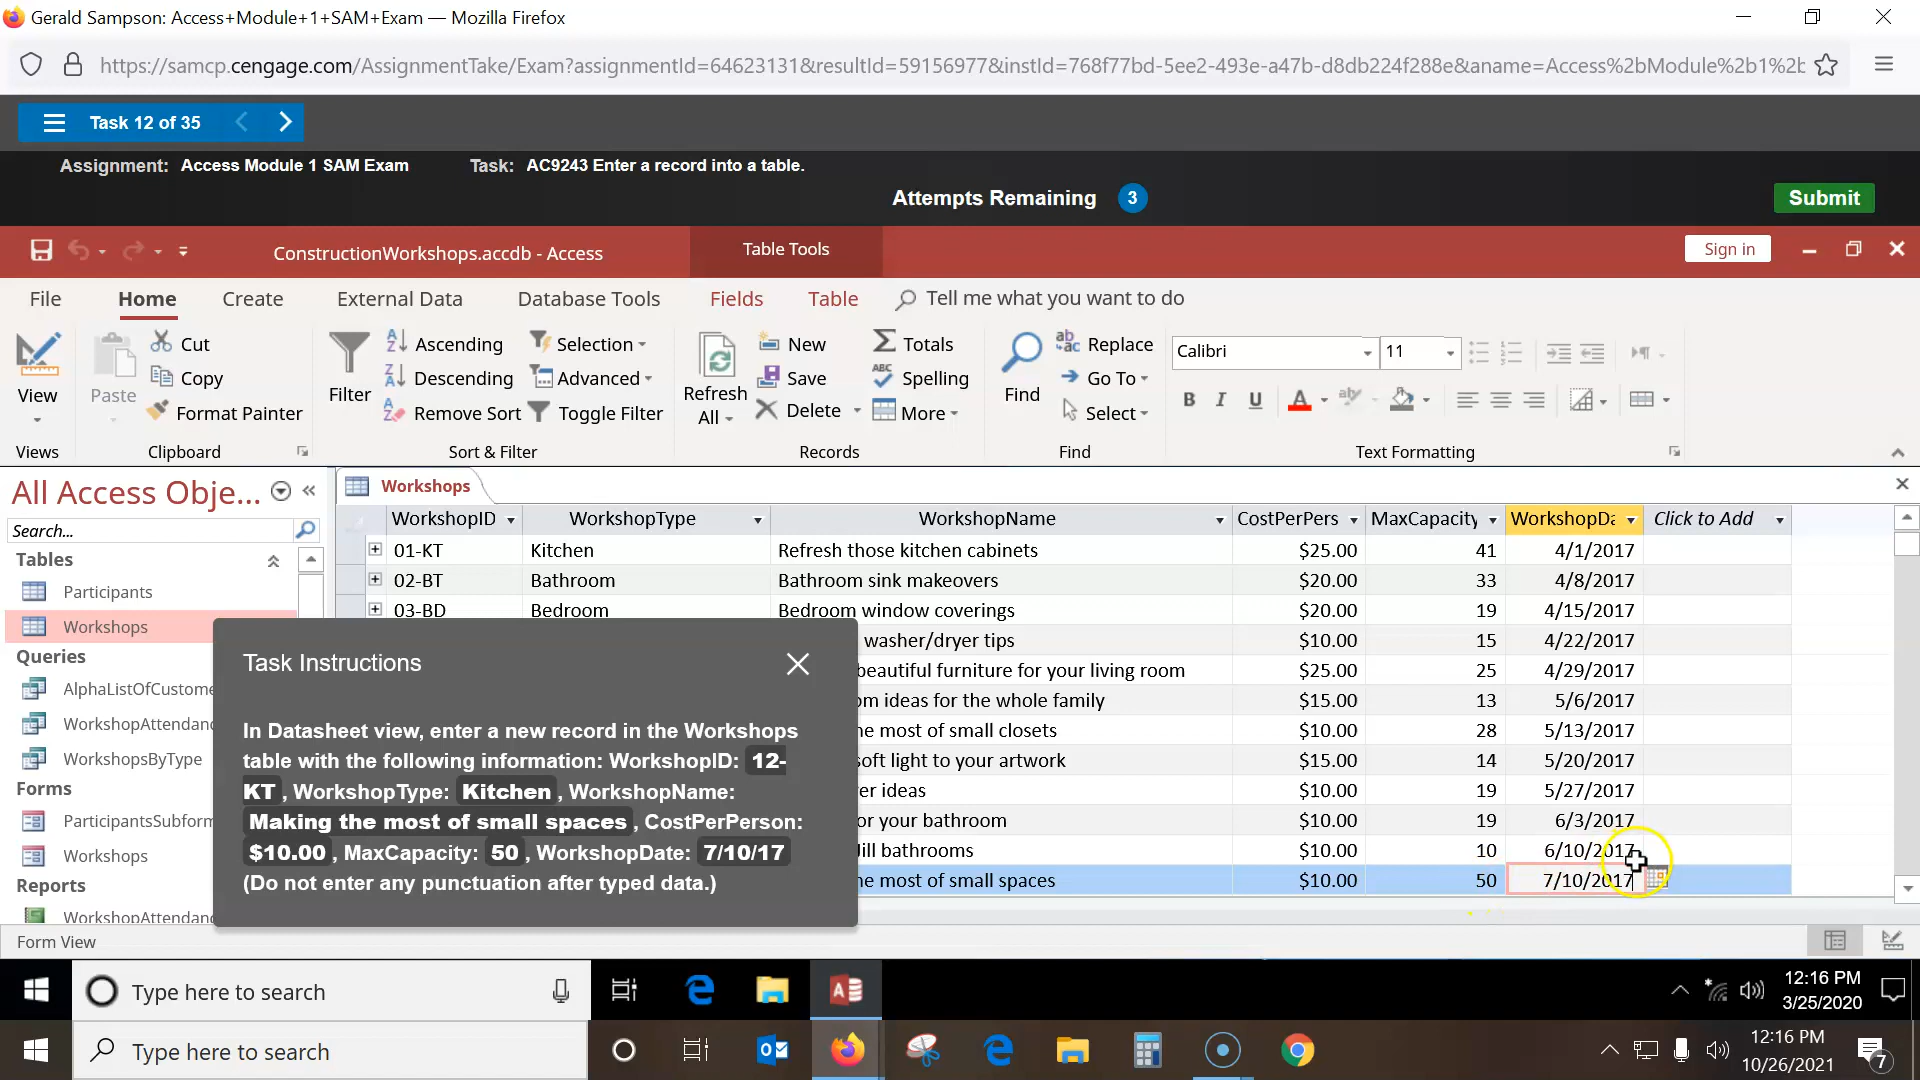 Gerald Sampson: Access+Module+1+SAM+Exam — Mozilla Firefox
https://samcp.cengage.com/AssignmentTake/Exam?assignmentId=64623131&resultId=59156977&instId=768f77bd-5ee2-493e-a47b-d8db224f288e&aname=Access%2bModule%2b1%2b
Task 12 of 35
Assignment: Access Module 1 SAM Exam Task: AC9243 Enter a record into a table.
Attempts Remaining 3 Submit
ConstructionWorkshops.accdb - Access Table Tools Sign in
File Home Create External Data Database Tools Fields Table Tell me what you want to do
View Paste Cut Copy Format Painter
Views Clipboard
Filter Ascending Descending Remove Sort Selection Advanced Toggle Filter
Sort & Filter
Refresh All New Save Delete Totals Spelling More
Records
Find Replace Go To Select
Find
Calibri 11
B I U A
Text Formatting
All Access Obje...
Search...
Tables
Participants
Workshops
Queries
AlphaListOfCustome
WorkshopAttendanc
WorkshopsByType
Forms
ParticipantsSubform
Workshops
Reports
WorkshopAttendanc
Workshops
WorkshopID WorkshopType WorkshopName CostPerPers MaxCapacity WorkshopDa Click to Add
01-KT Kitchen Refresh those kitchen cabinets $25.00 41 4/1/2017
02-BT Bathroom Bathroom sink makeovers $20.00 33 4/8/2017
03-BD Bedroom Bedroom window coverings $20.00 19 4/15/2017
washer/dryer tips $10.00 15 4/22/2017
beautiful furniture for your living room $25.00 25 4/29/2017
om ideas for the whole family $15.00 13 5/6/2017
he most of small closets $10.00 28 5/13/2017
soft light to your artwork $15.00 14 5/20/2017
er ideas $10.00 19 5/27/2017
or your bathroom $10.00 19 6/3/2017
Jill bathrooms $10.00 10 6/10/2017
he most of small spaces $10.00 50 7/10/2017
Task Instructions
In Datasheet view, enter a new record in the Workshops
table with the following information: WorkshopID: 12-
KT, WorkshopType: Kitchen, WorkshopName:
Making the most of small spaces, CostPerPerson:
$10.00, MaxCapacity: 50, WorkshopDate: 7/10/17
(Do not enter any punctuation after typed data.)
Form View
Type here to search 12:16 PM
3/25/2020
Type here to search 12:16 PM
10/26/2021 7